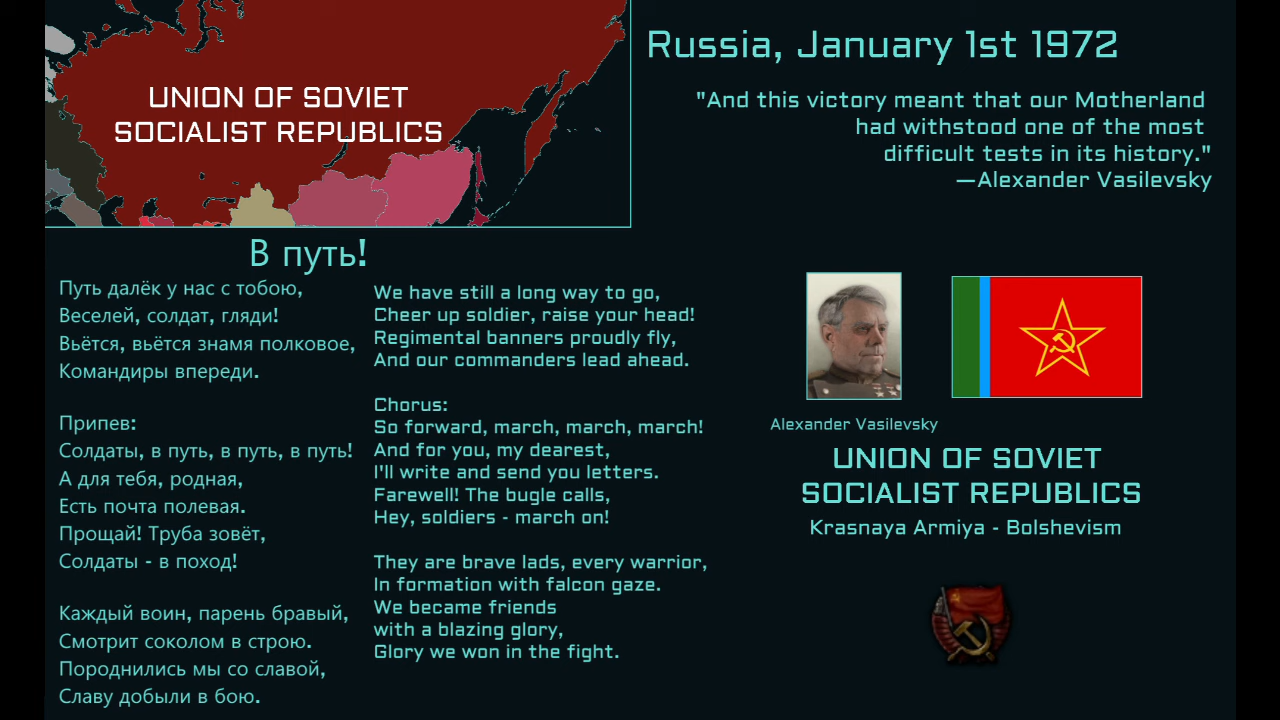 UNION OF SOVIET
SOCIALIST REPUBLICS
Russia, January 1st 1972
"And this victory meant that our Motherland
had withstood one of the most
difficult tests in its history."
—Alexander Vasilevsky
В путь!
Путь далёк у нас с тобою,
Веселей, солдат, гляди!
Вьётся, вьётся знамя полковое,
Командиры впереди.
Припев:
Солдаты, в путь, в путь, в путь!
А для тебя, родная,
Есть почта полевая.
Прощай! Труба зовёт,
Солдаты - в поход!
Каждый воин, парень бравый,
Смотрит соколом в строю.
Породнились мы со славой,
Славу добыли в бою.
We have still a long way to go,
Cheer up soldier, raise your head!
Regimental banners proudly fly,
And our commanders lead ahead.
Chorus:
So forward, march, march, march!
And for you, my dearest,
I'll write and send you letters.
Farewell! The bugle calls,
Hey, soldiers - march on!
They are brave lads, every warrior,
In formation with falcon gaze.
We became friends
with a blazing glory,
Glory we won in the fight.
Alexander Vasilevsky
UNION OF SOVIET
SOCIALIST REPUBLICS
Krasnaya Armiya - Bolshevism